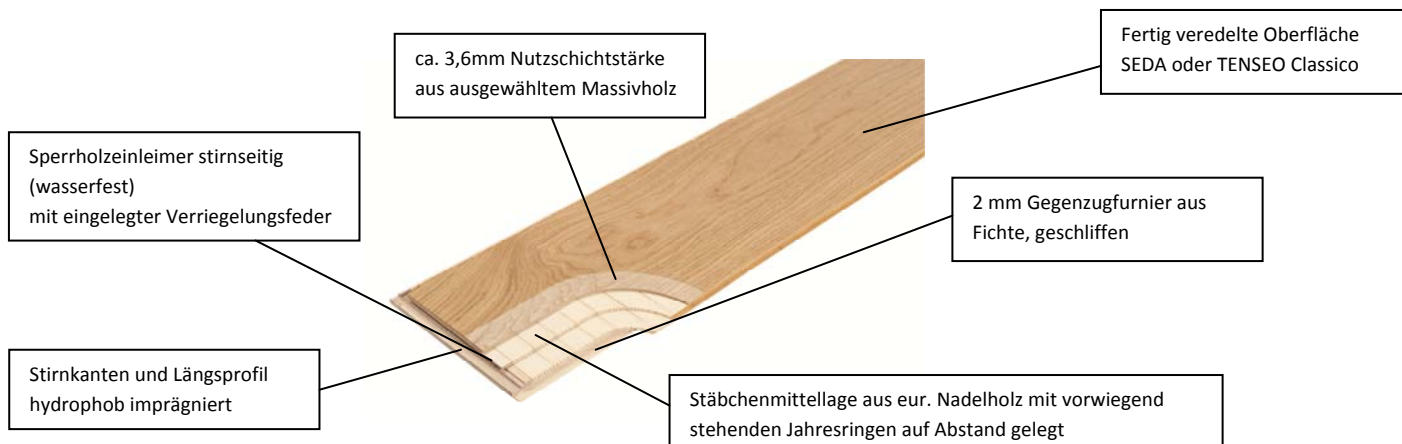 ca. 3,6mm Nutzschichtstärke
aus ausgewähltem Massivholz
Fertig veredelte Oberfläche
SEDA oder TENSEO Classico
Sperrholzeinleimer stirnseitig
(wasserfest)
mit eingelegter Verriegelungsfeder
2 mm Gegenzugfurnier aus
Fichte, geschliffen
Stirnkanten und Längsprofil
hydrophob imprägniert
Stäbchenmittellage aus eur. Nadelholz mit vorwiegend
stehenden Jahresringen auf Abstand gelegt